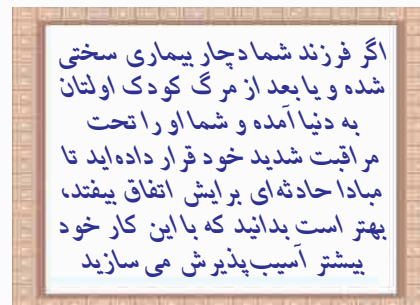 اگر فرزند شما دچار بیماری سختی
شده و یا بعد از مرگ کودک اولتان
به دنیا آمده و شما او را تحت
مراقبت شدید خود قرار داده‌اید تا
مبادا حادثه‌ای برایش اتفاق بیفتد،
بهتر است بدانید که با این کار خود
بیشتر آسیب‌پذیرش می سازید